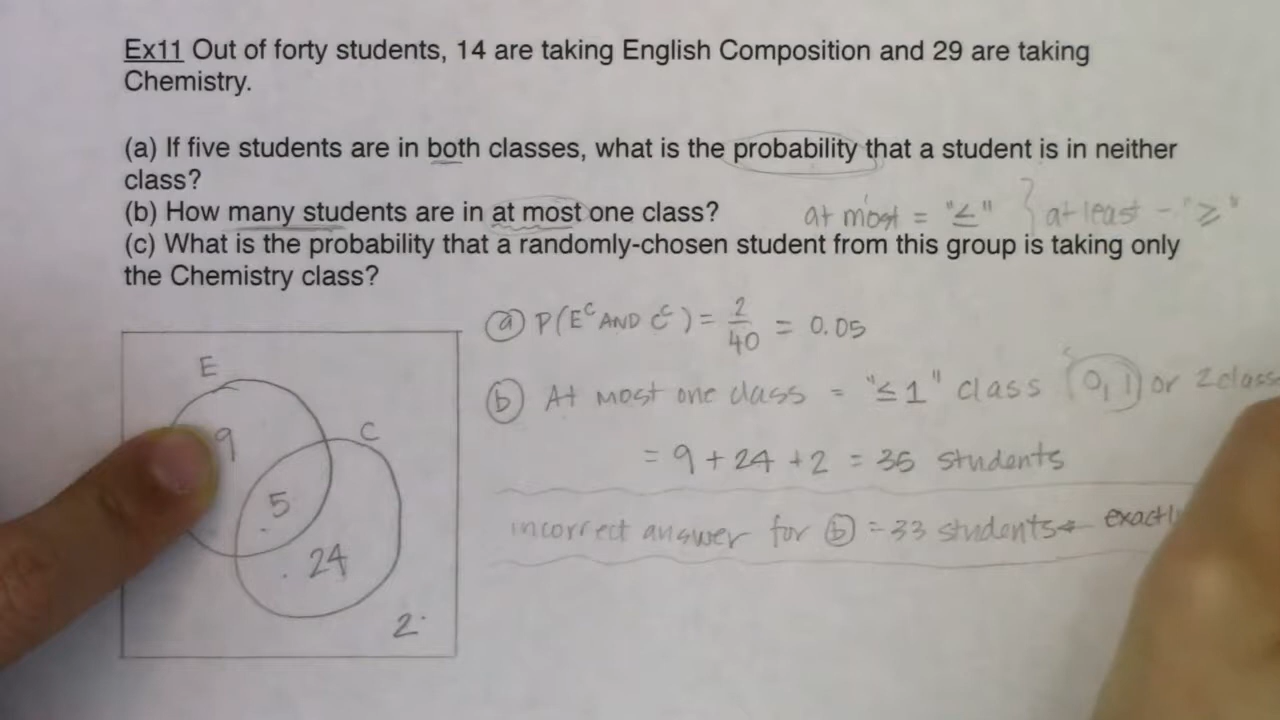 Ex11 Out of forty students, 14 are taking English Composition and 29 are taking
Chemistry.
(a) If five students are in both classes, what is the probability that a student is in neither
class?
(b) How many students are in at most one class? at most = "≤" } at least - "≥"
(c) What is the probability that a randomly-chosen student from this group is taking only
the Chemistry class?
(a) P(Eᶜ AND Cᶜ) = 2/40 = 0.05
(b) At most one class = "≤1" class (0, 1) or 2 class
= 9 + 24 + 2 = 35 students
incorrect answer for (b) = 33 students ←
E
C
9
5
24
2